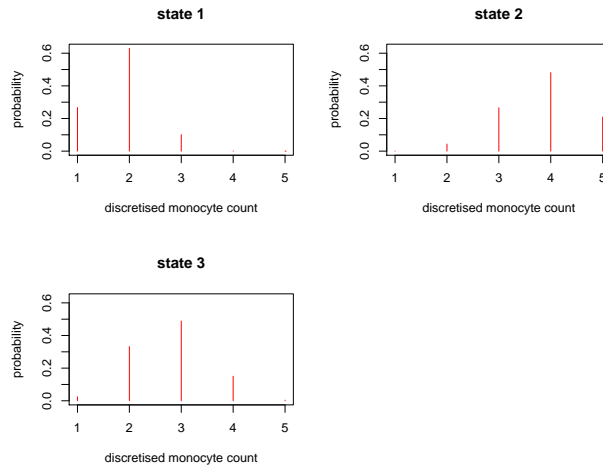 state 1
probability
0.0 0.2 0.4 0.6
1 2 3 4 5
discretised monocyte count
state 2
probability
0.0 0.2 0.4 0.6
1 2 3 4 5
discretised monocyte count
state 3
probability
0.0 0.2 0.4 0.6
1 2 3 4 5
discretised monocyte count